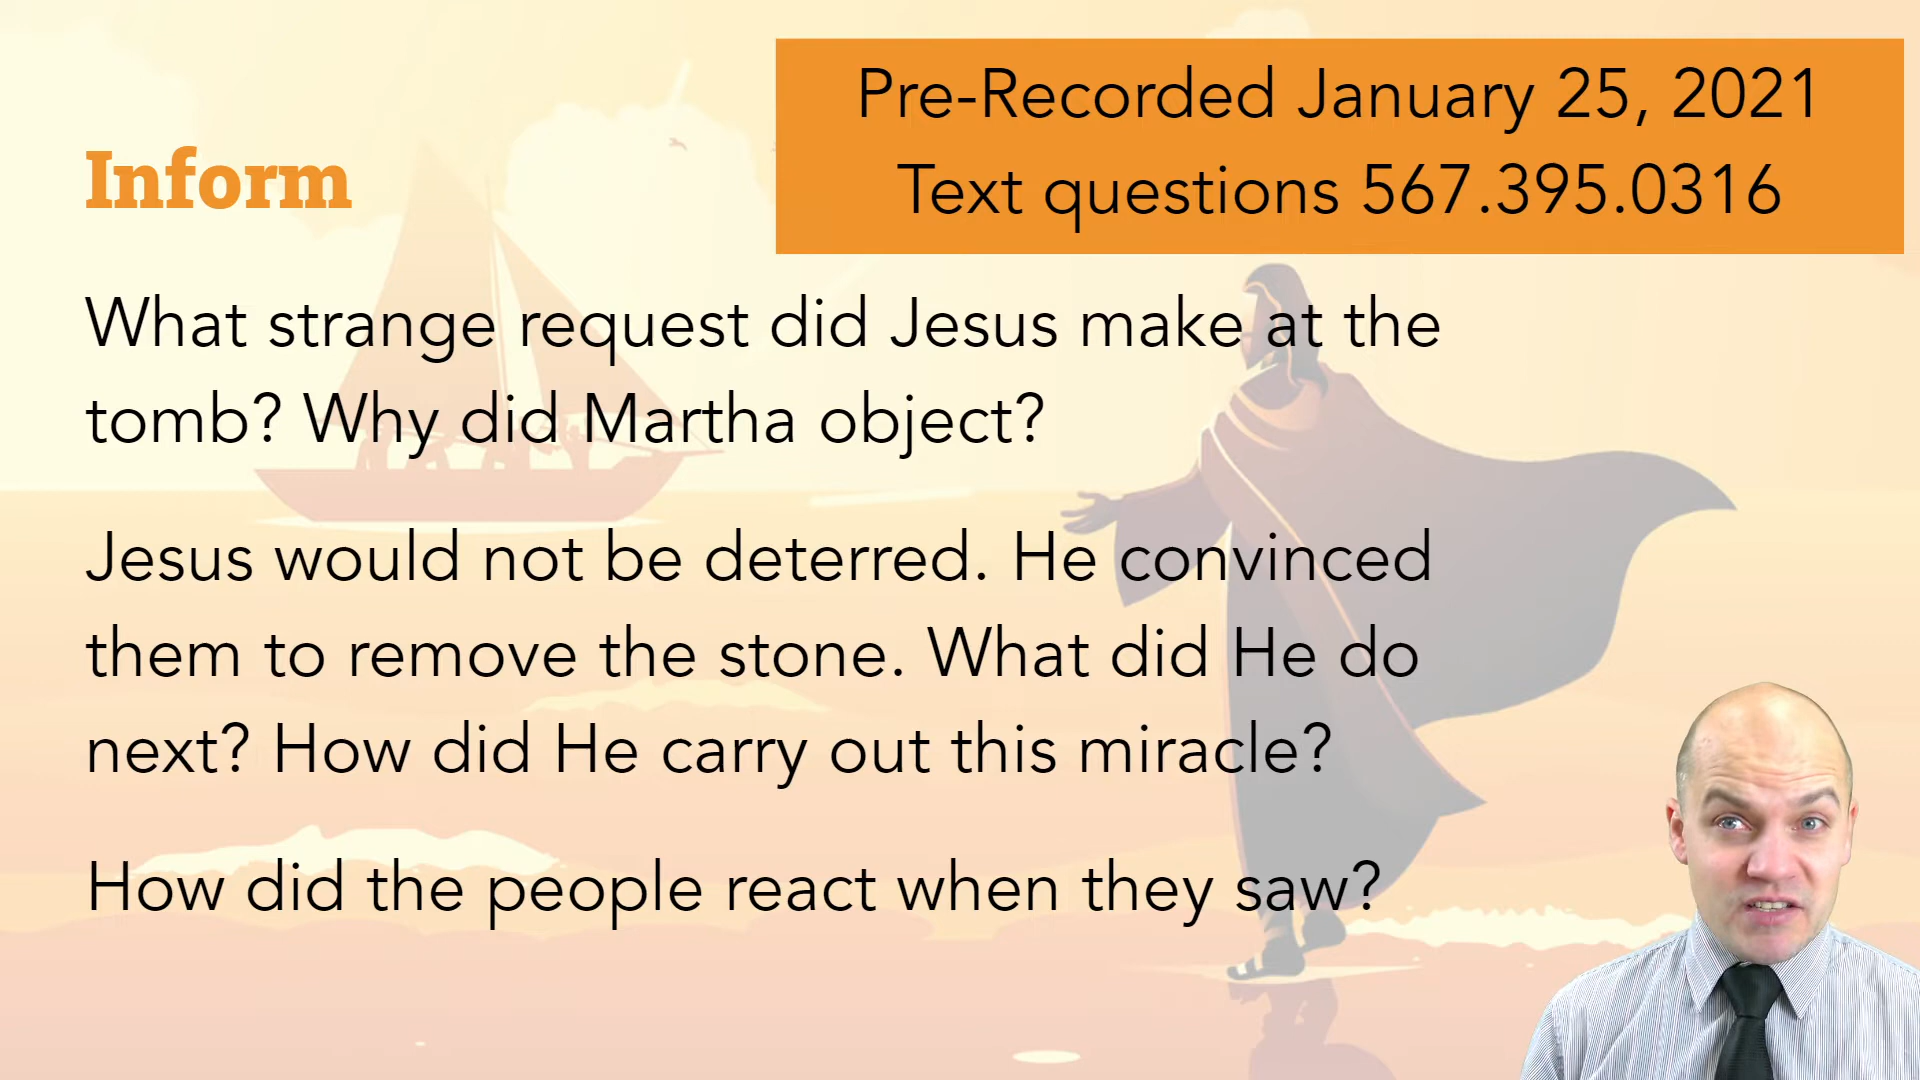 Pre-Recorded January 25, 2021
Text questions 567.395.0316
Inform
What strange request did Jesus make at the
tomb? Why did Martha object?
Jesus would not be deterred. He convinced
them to remove the stone. What did He do
next? How did He carry out this miracle?
How did the people react when they saw?